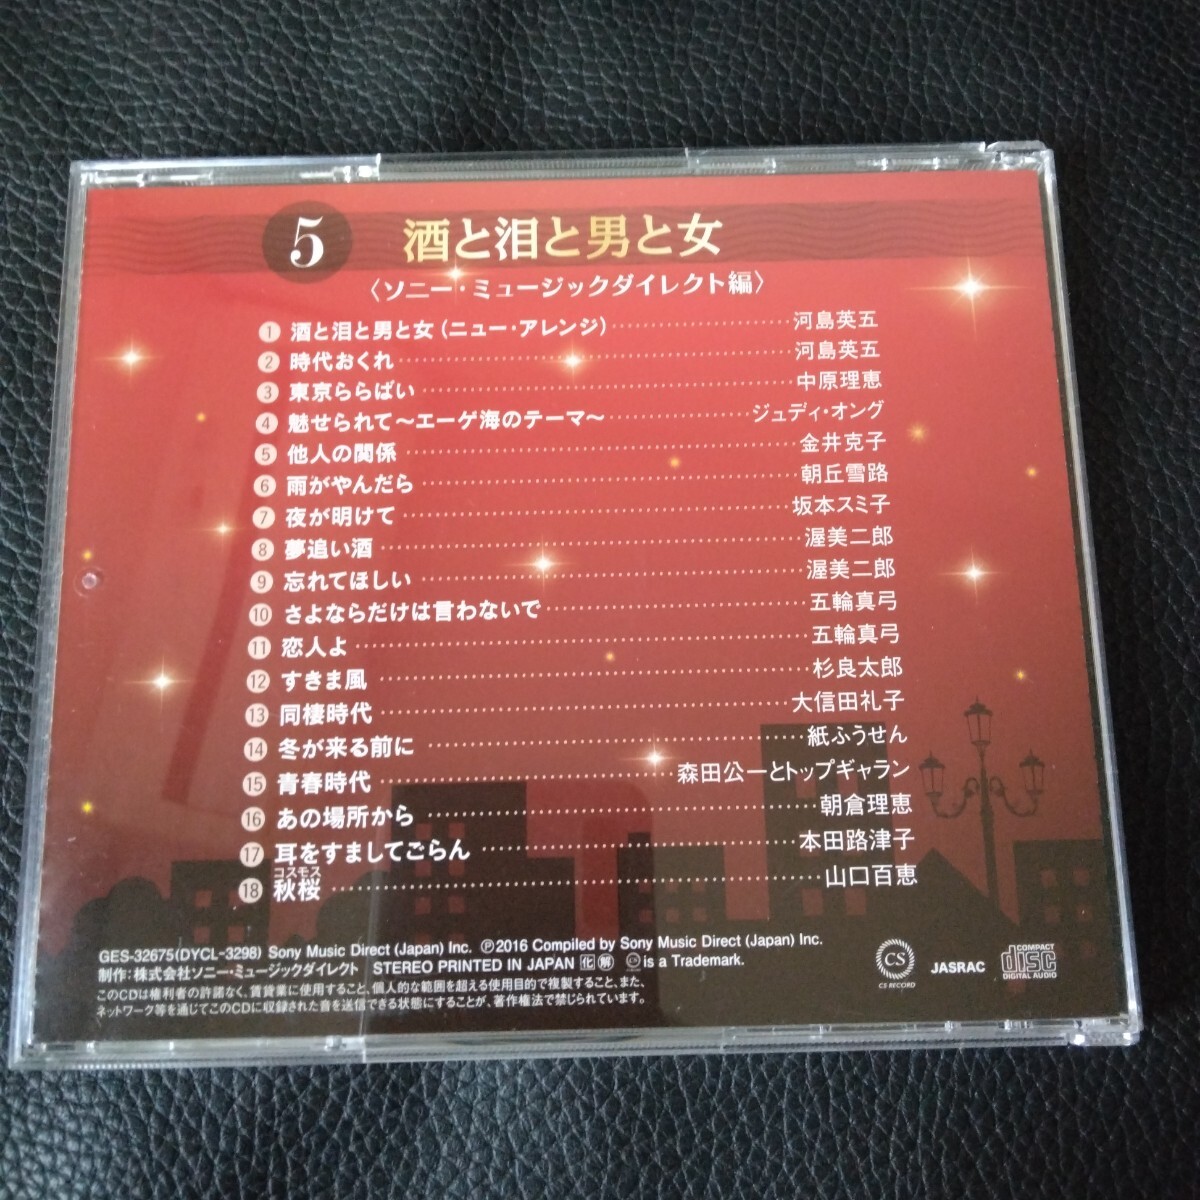 5 酒と泪と男と女
〈ソニー・ミュージックダイレクト編〉
1 酒と泪と男と女(ニュー・アレンジ)……………………河島英五
2 時代おくれ……………………河島英五
3 東京ららばい……………………中原理恵
4 魅せられて〜エーゲ海のテーマ〜……………………ジュディ・オング
5 他人の関係……………………金井克子
6 雨がやんだら……………………朝丘雪路
7 夜が明けて……………………坂本スミ子
8 夢追い酒……………………渥美二郎
9 忘れてほしい……………………渥美二郎
10 さよならだけは言わないで……………………五輪真弓
11 恋人よ……………………五輪真弓
12 すきま風……………………杉良太郎
13 同棲時代……………………大信田礼子
14 冬が来る前に……………………紙ふうせん
15 青春時代……………………森田公一とトップギャラン
16 あの場所から……………………朝倉理恵
17 耳をすましてごらん……………………本田路津子
コスモス
18 秋桜……………………山口百恵
GES-32675(DYCL-3298) Sony Music Direct (Japan) Inc. ℗2016 Compiled by Sony Music Direct (Japan) Inc.
制作:株式会社ソニー・ミュージックダイレクト STEREO PRINTED IN JAPAN 化 解 CS is a Trademark.
このCDは権利者の許諾なく、賃貸業に使用すること、個人的な範囲を超える使用目的で複製すること、また、
ネットワーク等を通じてこのCDに収録された音を送信できる状態にすることが、著作権法で禁じられています。
CS
CS RECORD
JASRAC
COMPACT
disc
DIGITAL AUDIO